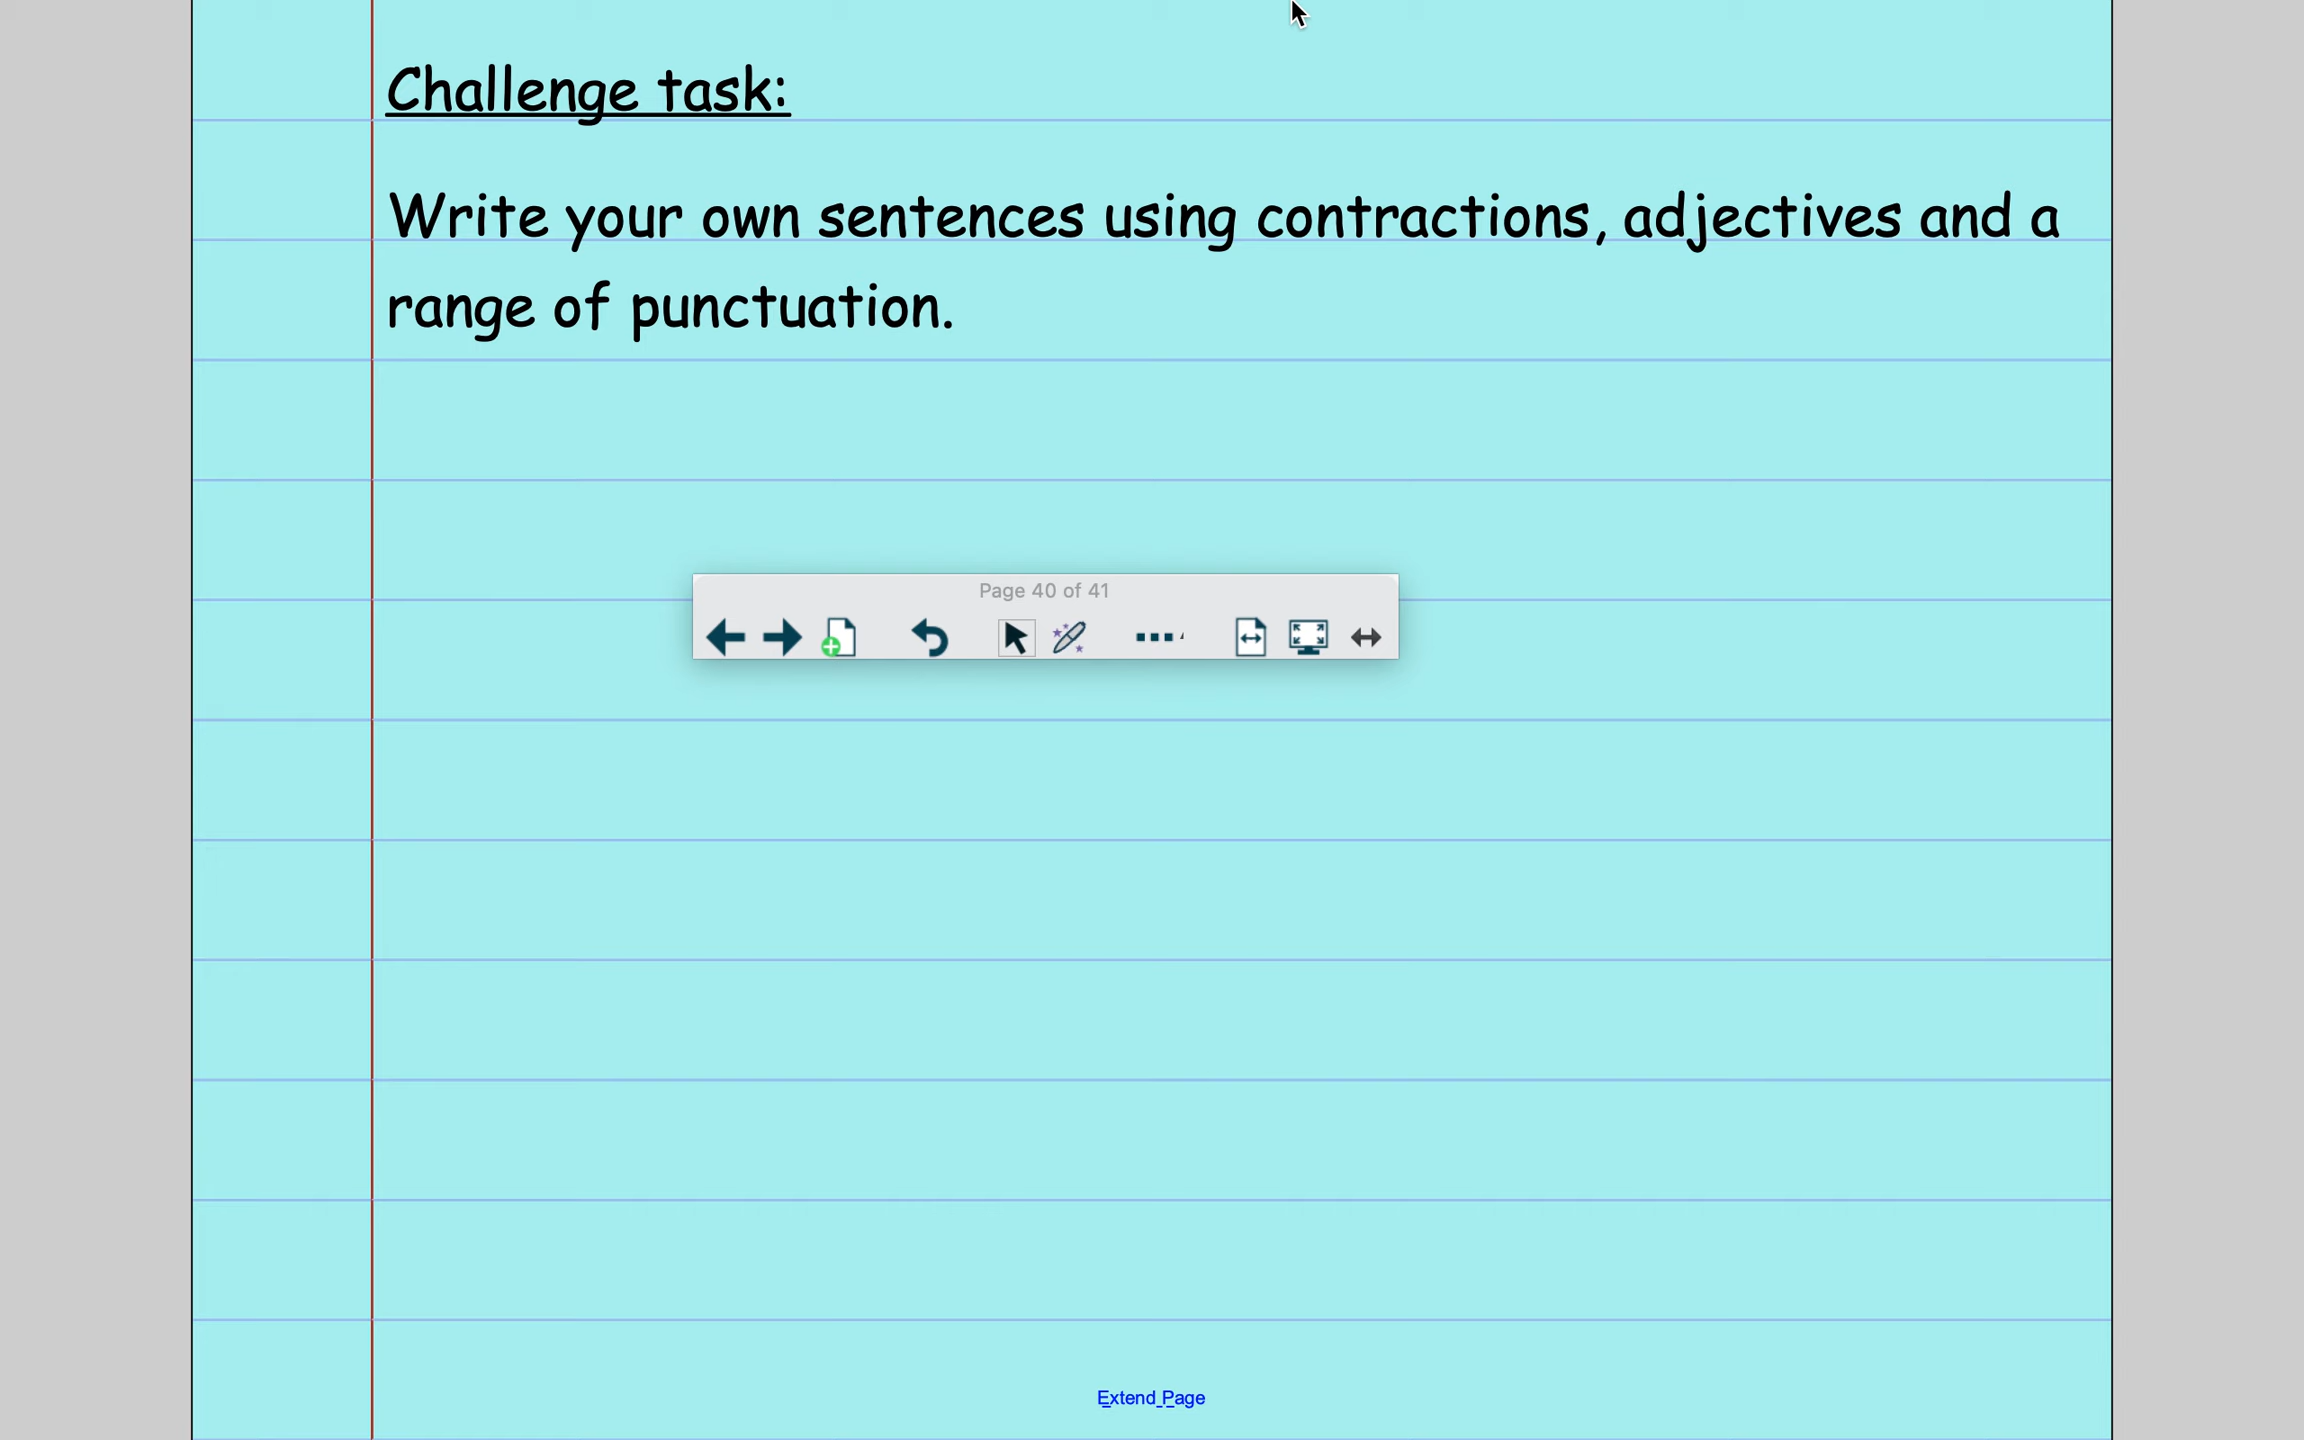 Challenge task:
Write your own sentences using contractions, adjectives and a
range of punctuation.
Page 40 of 41
Extend Page